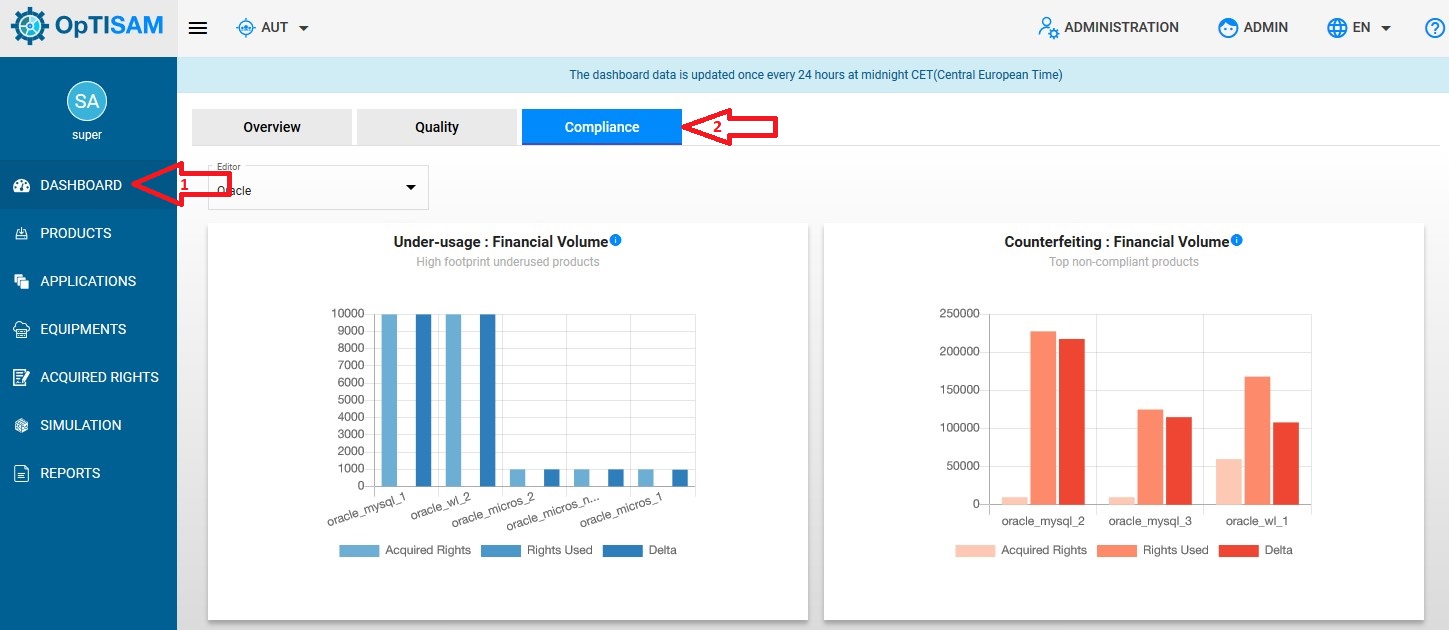 OpTISAM
AUT
ADMINISTRATION
ADMIN
EN
?
SA
super
The dashboard data is updated once every 24 hours at midnight CET(Central European Time)
Overview
Quality
Compliance
2
DASHBOARD
1
PRODUCTS
APPLICATIONS
EQUIPMENTS
ACQUIRED RIGHTS
SIMULATION
REPORTS
Editor
Oracle
Under-usage : Financial Volume
High footprint underused products
10000
9000
8000
7000
6000
5000
4000
3000
2000
1000
0
oracle_mysql_1
oracle_wl_2
oracle_micros_2
oracle_micros_n...
oracle_micros_1
Acquired Rights
Rights Used
Delta
Counterfeiting : Financial Volume
Top non-compliant products
250000
200000
150000
100000
50000
0
oracle_mysql_2
oracle_mysql_3
oracle_wl_1
Acquired Rights
Rights Used
Delta